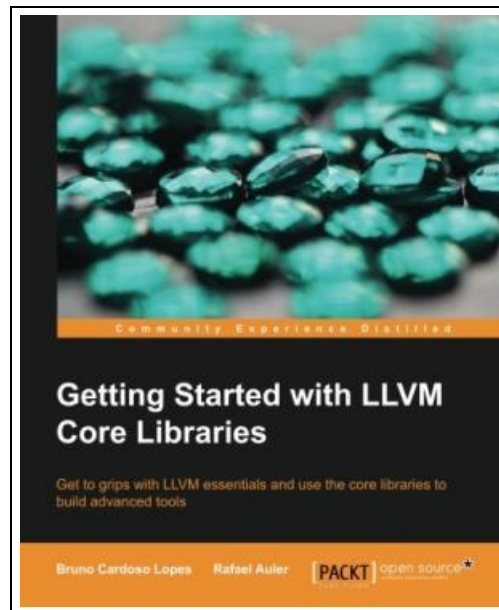 Community Experience Distilled
Getting Started with LLVM
Core Libraries
Get to grips with LLVM essentials and use the core libraries to
build advanced tools
Bruno Cardoso Lopes Rafael Auler [PACKT] open source*
PUBLISHING